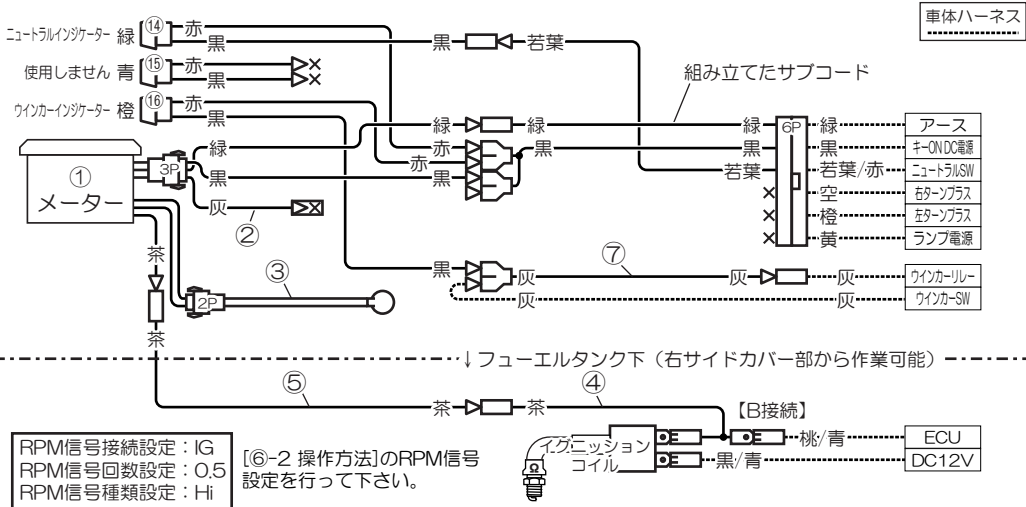 車体ハーネス
ニュートラルインジケーター 緑 ⑭ 赤
黒 黒 若葉
使用しません 青 ⑮ 赤
黒
組み立てたサブコード
ウインカーインジケーター 橙 ⑯ 赤
黒
緑 緑 緑 緑 6P 緑 アース
赤 黒 黒 黒 キーON DC電源
① メーター 3P 赤
黒 黒 若葉 若葉/赤 ニュートラルSW
空 右ターンプラス
灰 橙 左ターンプラス
② 黄 ランプ電源
茶 ③ 黒 灰 ⑦ 灰 灰 ウインカーリレー
2P 灰 灰 ウインカーSW
茶
↓フューエルタンク下(右サイドカバー部から作業可能)
⑤ ④
茶 茶 【B接続】
桃/青 ECU
イグニッション
コイル
黒/青 DC12V
RPM信号接続設定:IG
RPM信号回数設定:0.5
RPM信号種類設定:Hi
[⑥-2 操作方法]のRPM信号
設定を行って下さい。